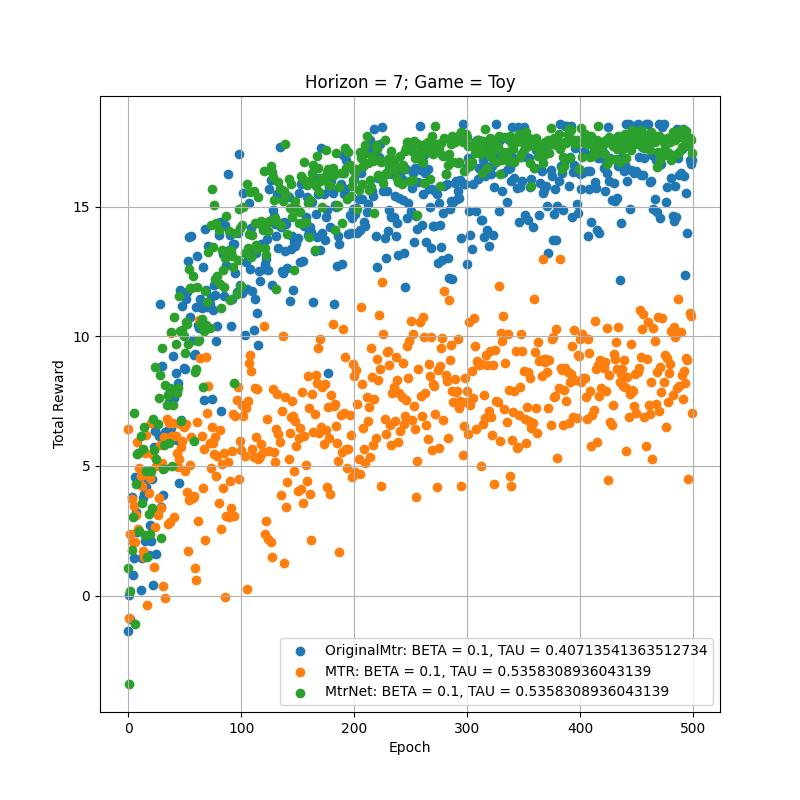 Horizon = 7; Game = Toy
Total Reward
15
10
5
0
0 100 200 300 400 500
Epoch
OriginalMtr: BETA = 0.1, TAU = 0.40713541363512734
MTR: BETA = 0.1, TAU = 0.5358308936043139
MtrNet: BETA = 0.1, TAU = 0.5358308936043139